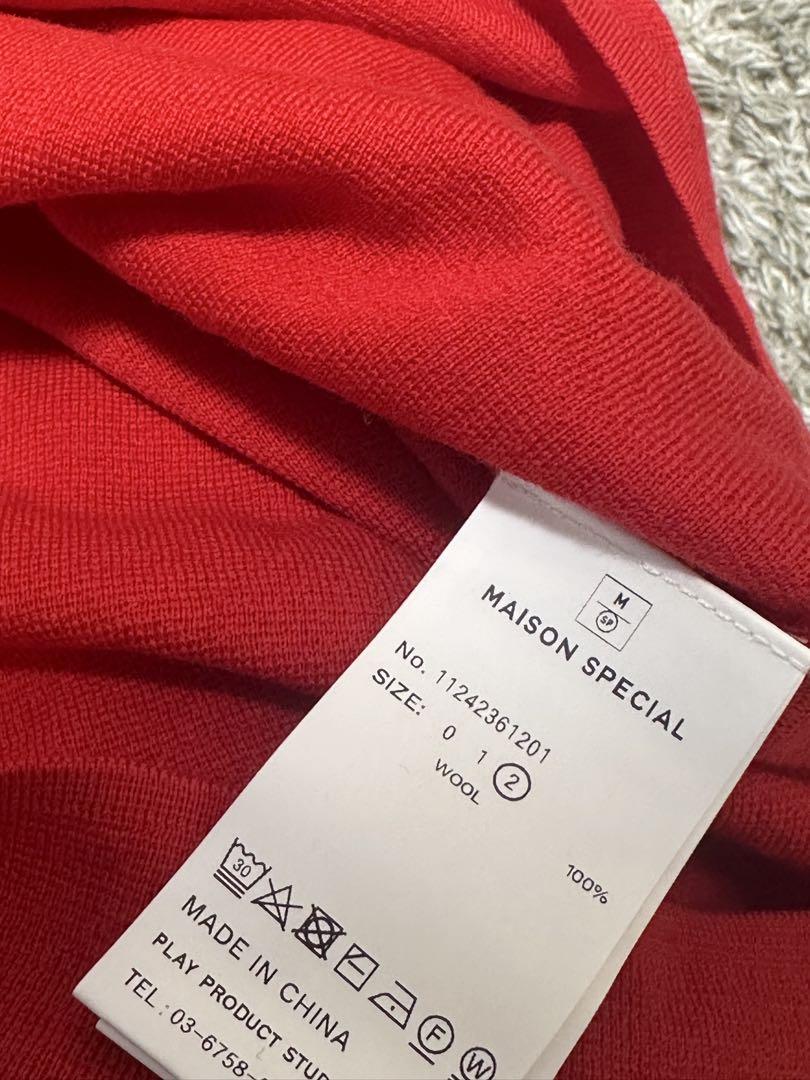 M
SP
MAISON SPECIAL
No. 11242361201
SIZE: 0 1 2
WOOL 100%
30
F W
MADE IN CHINA
PLAY PRODUCT
TEL:03-6758-